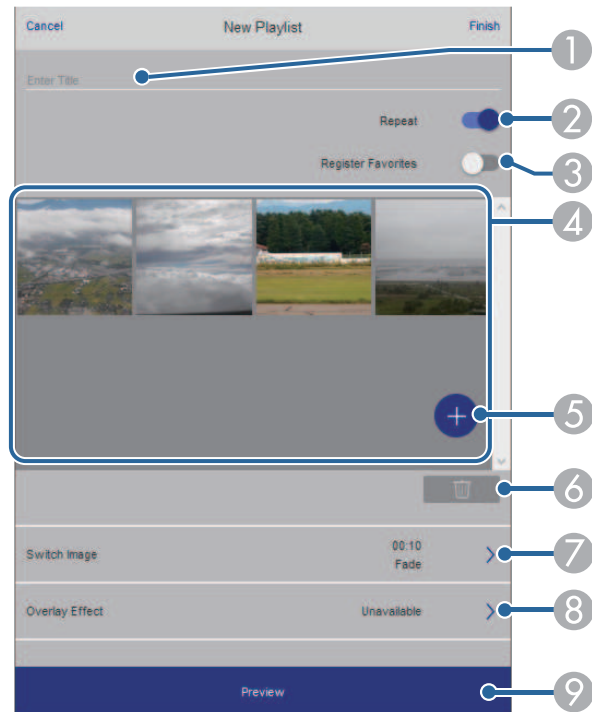 Cancel New Playlist Finish
1
Enter Title
Repeat 2
Register Favorites 3
4
5
6
Switch Image 00:10 Fade 7
Overlay Effect Unavailable 8
Preview 9